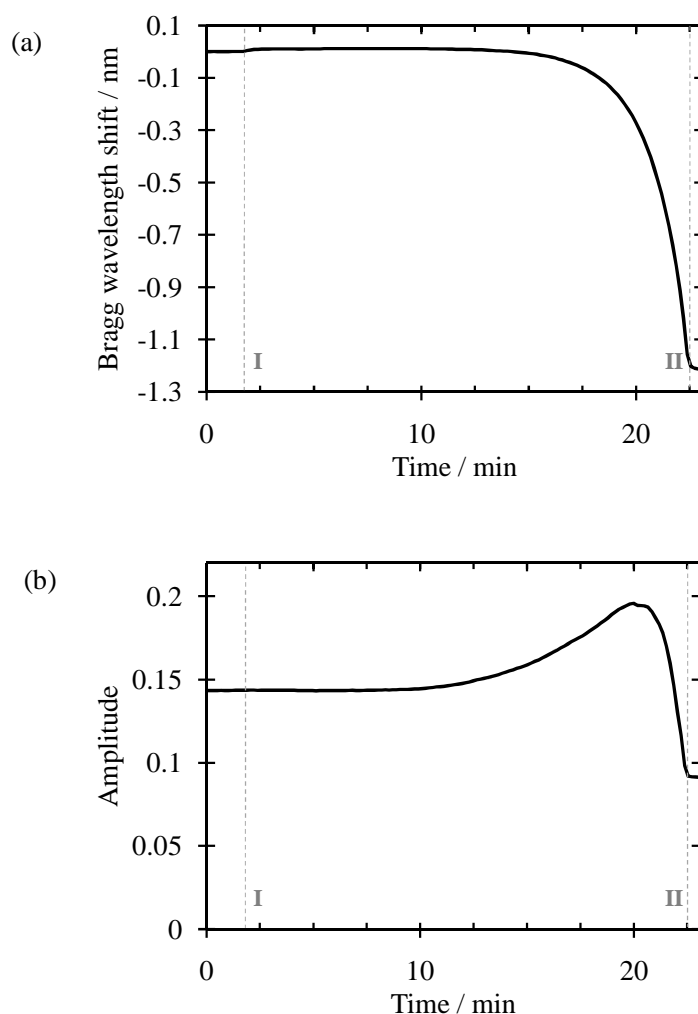 (a)
Bragg wavelength shift / nm
0.1
-0.1
-0.3
-0.5
-0.7
-0.9
-1.1
-1.3
I
II
0
10
20
Time / min
(b)
Amplitude
0.2
0.15
0.1
0.05
0
I
II
0
10
20
Time / min